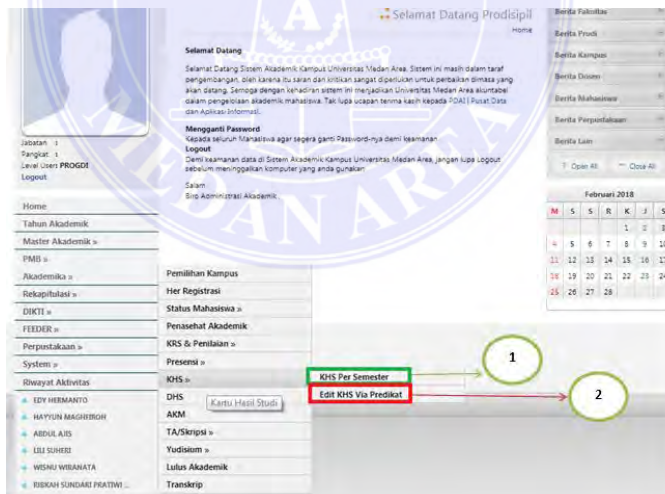 Selamat Datang Prodisipil
Home
Selamat Datang
Selamat Datang Sistem Akademik Kampus Universitas Medan Area. Sistem ini masih dalam taraf
pengembangan, oleh karena itu saran dan kritikan sangat diperlukan untuk perbaikan dimasa yang
akan datang. Semoga dengan kehadiran sistem ini menjadikan Universitas Medan Area akuntabel
dalam pengelolaan akademik mahasiswa. Tak lupa ucapan terima kasih kepada PDAI ( Pusat Data
dan Aplikasi Informasi.
Mengganti Password
Kepada seluruh Mahasiswa agar segera ganti Password-nya demi keamanan
Logout
Demi keamanan data di Sistem Akademik Kampus Universitas Medan Area, jangan lupa Logout
sebelum meninggalkan komputer yang anda gunakan
Salam
Biro Administrasi Akademik
Jabatan :
Pangkat :
Level Users PROGDI
Logout
Home
Tahun Akademik
Master Akademik »
PMB »
Akademika »
Rekapitulasi »
DIKTI »
FEEDER »
Perpustakaan »
System »
Riwayat Aktivitas
EDY HERMANTO
HAYYUN MAGHFIROH
ABDUL AJIS
LILI SUHERI
WISNU WIRANATA
RISKAH SUNDARI PRATIWI ...
Pemilihan Kampus
Her Registrasi
Status Mahasiswa »
Penasehat Akademik
KRS & Penilaian »
Presensi »
KHS »
DHS
Kartu Hasil Studi
AKM
TA/Skripsi »
Yudisium »
Lulus Akademik
Transkrip
KHS Per Semester
Edit KHS Via Predikat
1
2
Berita Fakultas
Berita Prodi
Berita Kampus
Berita Dosen
Berita Mahasiswa
Berita Perpustakaan
Berita Lain
Open All
Close All
Februari 2018
M S S R K J S
1 2 3
4 5 6 7 8 9 10
11 12 13 14 15 16 17
18 19 20 21 22 23 24
25 26 27 28
MEDAN AREA